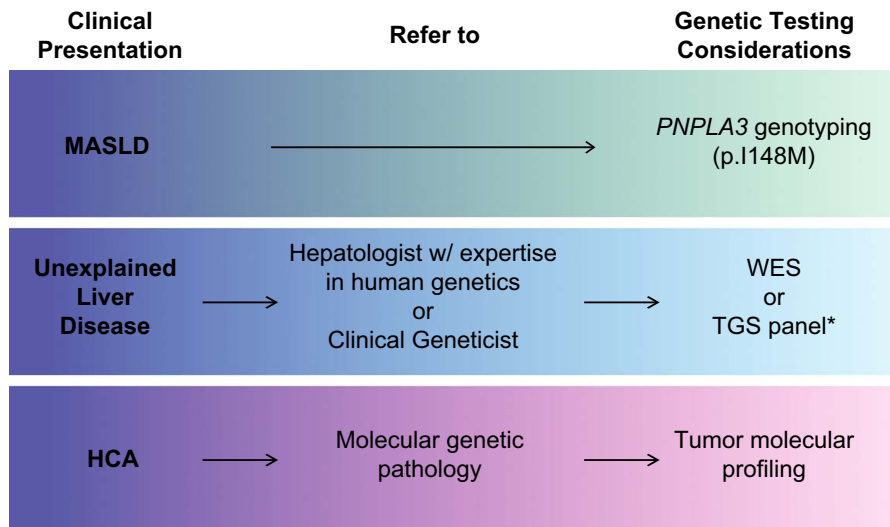 Clinical
Presentation
Refer to
Genetic Testing
Considerations
MASLD
PNPLA3 genotyping
(p.I148M)
Unexplained
Liver
Disease
Hepatologist w/ expertise
in human genetics
or
Clinical Geneticist
WES
or
TGS panel*
HCA
Molecular genetic
pathology
Tumor molecular
profiling